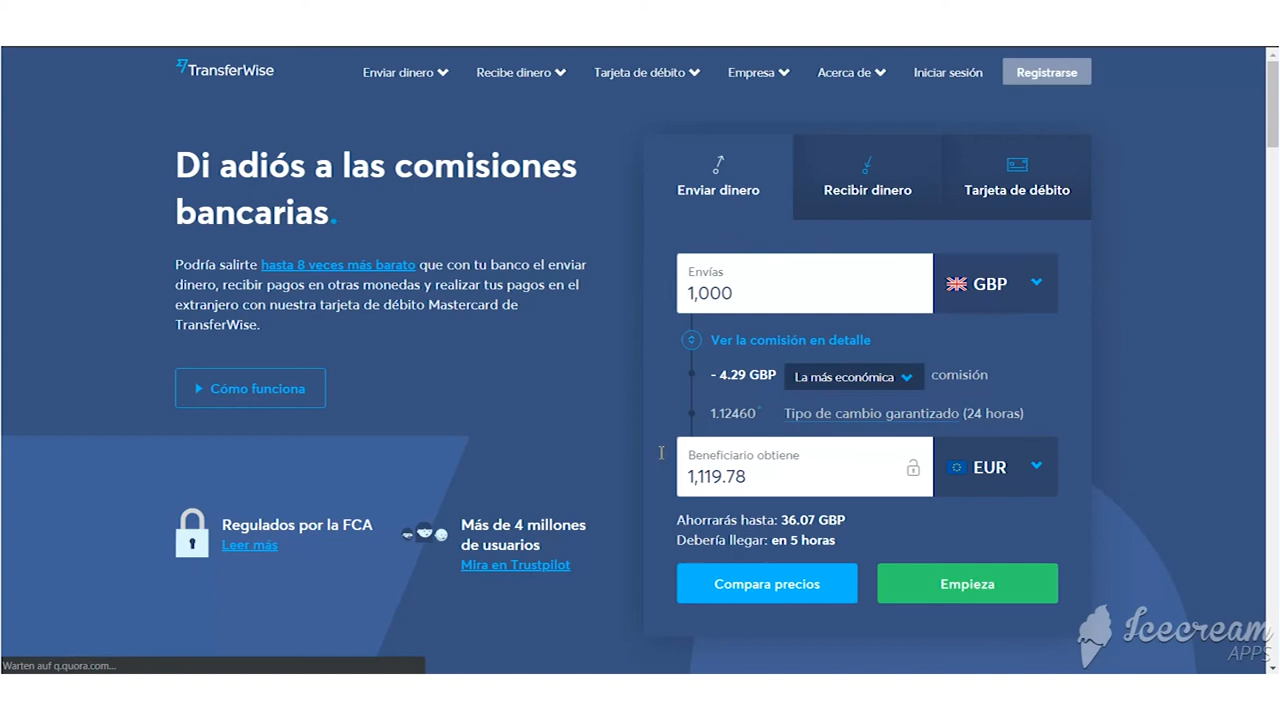 TransferWise
Enviar dinero
Recibe dinero
Tarjeta de débito
Empresa
Acerca de
Iniciar sesión
Registrarse
Di adiós a las comisiones
bancarias.
Podría salirte hasta 8 veces más barato que con tu banco el enviar
dinero, recibir pagos en otras monedas y realizar tus pagos en el
extranjero con nuestra tarjeta de débito Mastercard de
TransferWise.
Cómo funciona
Regulados por la FCA
Leer más
Más de 4 millones
de usuarios
Mira en Trustpilot
Enviar dinero
Recibir dinero
Tarjeta de débito
Envías
1,000
GBP
Ver la comisión en detalle
- 4.29 GBP La más económica comisión
1.12460* Tipo de cambio garantizado (24 horas)
Beneficiario obtiene
1,119.78
EUR
Ahorrarás hasta: 36.07 GBP
Debería llegar: en 5 horas
Compara precios
Empieza
Warten auf q.quora.com...
Icecream
APPS